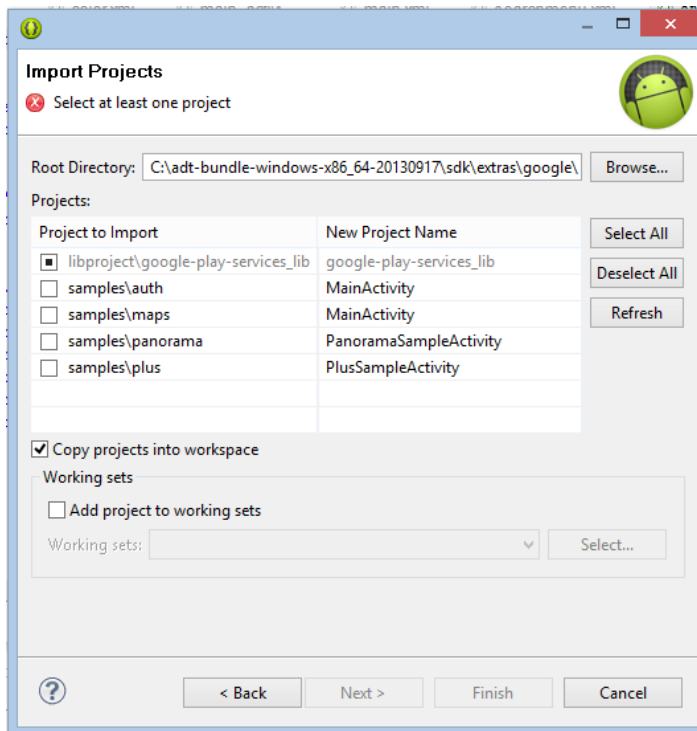 Import Projects
Select at least one project
Root Directory: C:\adt-bundle-windows-x86_64-20130917\sdk\extras\google\ Browse...
Projects:
Project to Import New Project Name Select All
libproject\google-play-services_lib google-play-services_lib
Deselect All
samples\auth MainActivity
samples\maps MainActivity Refresh
samples\panorama PanoramaSampleActivity
samples\plus PlusSampleActivity
Copy projects into workspace
Working sets
Add project to working sets
Working sets: Select...
? < Back Next > Finish Cancel